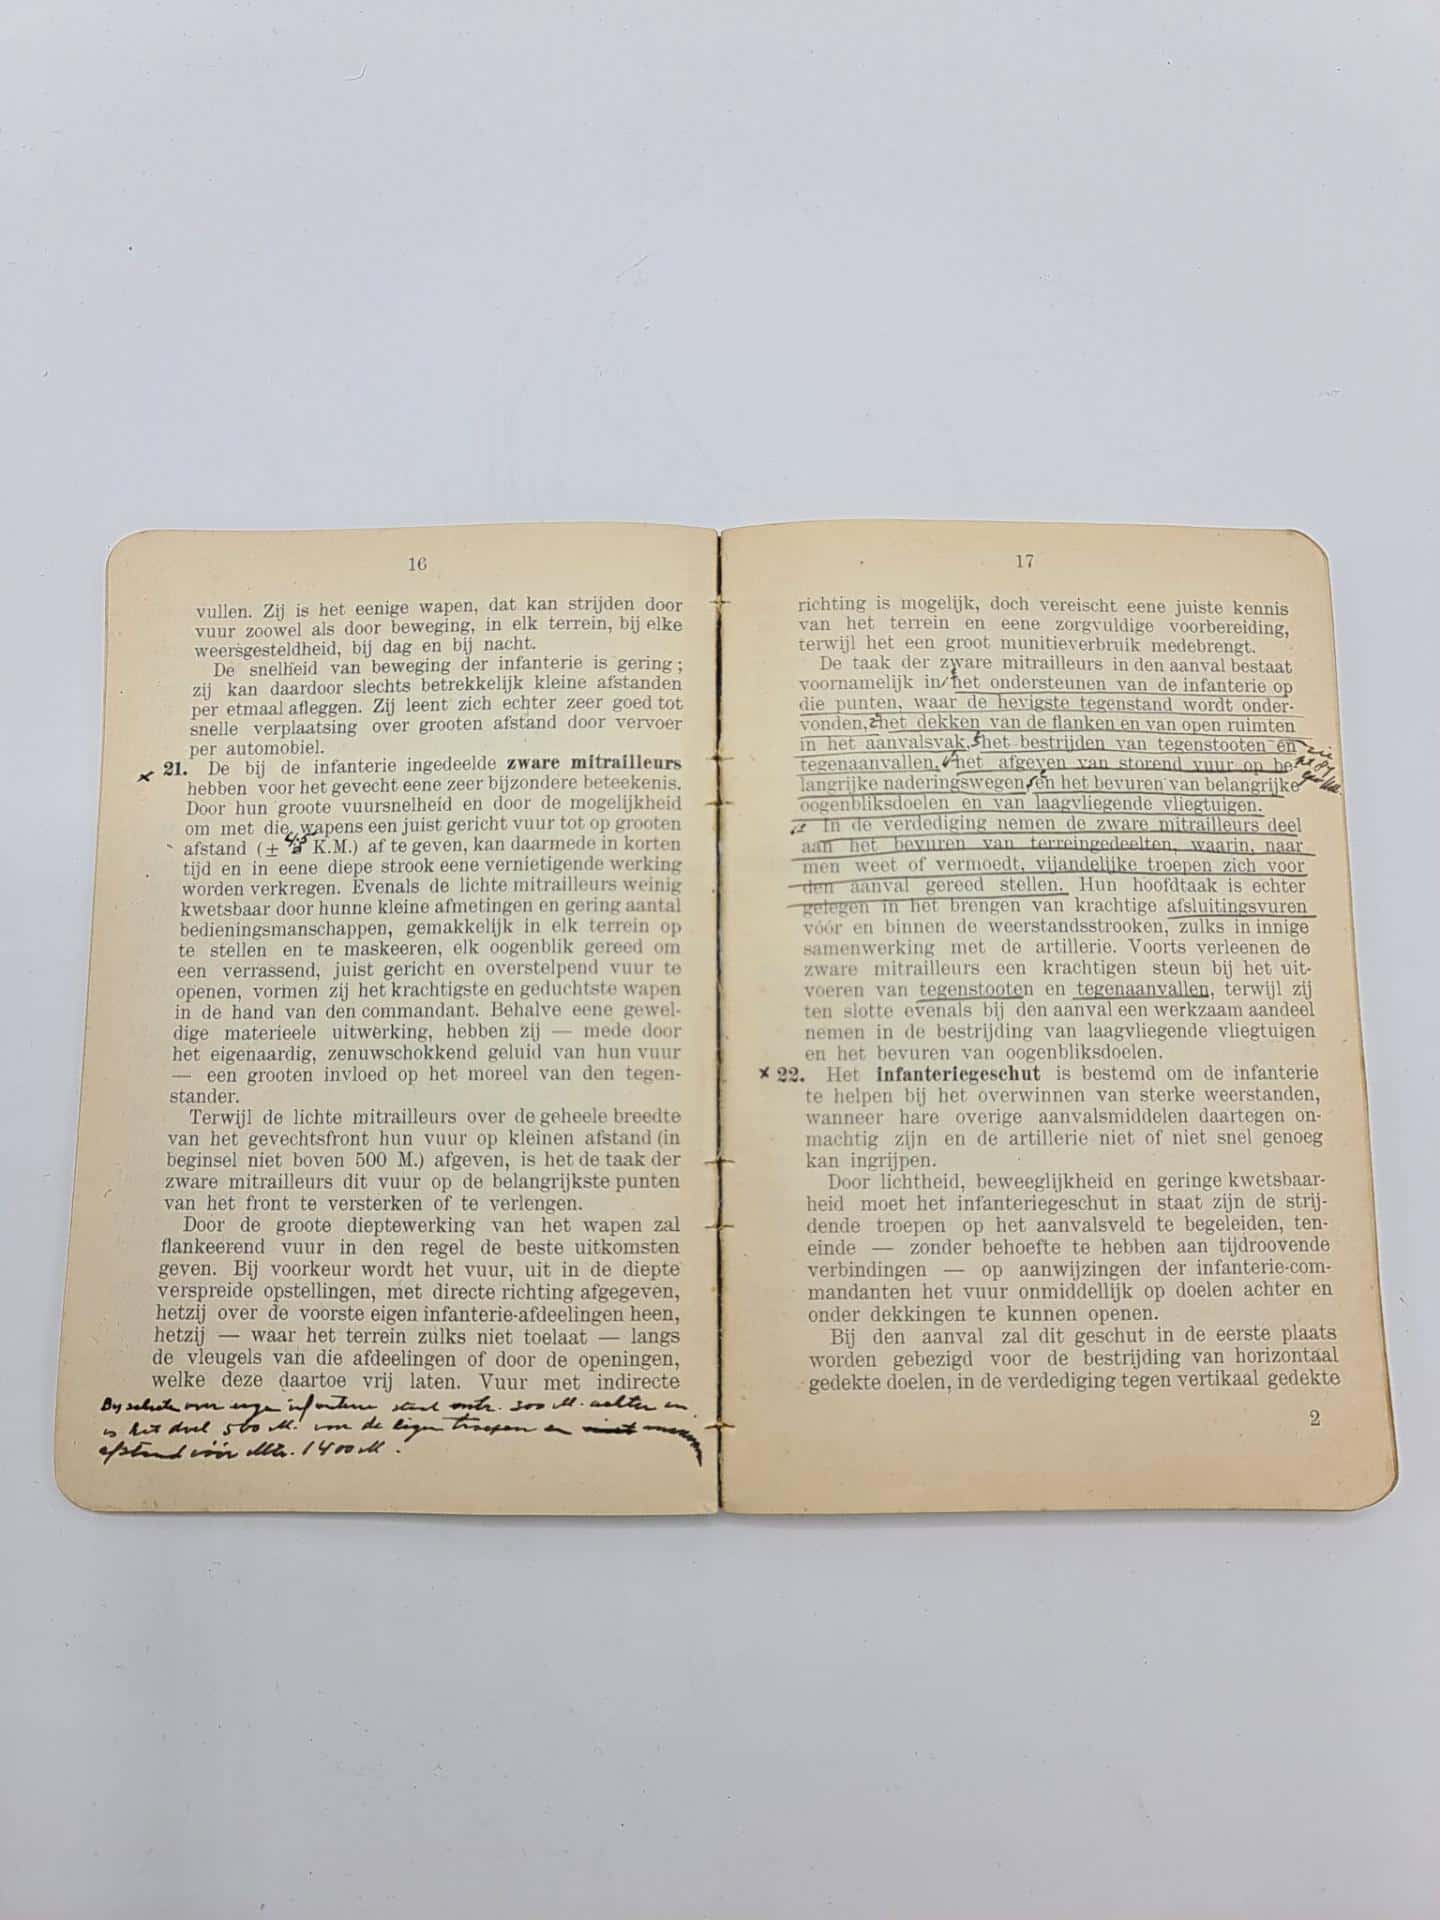 16
vullen. Zij is het eenige wapen, dat kan strijden door
vuur zoowel als door beweging, in elk terrein, bij elke
weersgesteldheid, bij dag en bij nacht.
De snelheid van beweging der infanterie is gering;
zij kan daardoor slechts betrekkelijk kleine afstanden
per etmaal afleggen. Zij leent zich echter zeer goed tot
snelle verplaatsing over grooten afstand door vervoer
per automobiel.
x 21. De bij de infanterie ingedeelde zware mitrailleurs
hebben voor het gevecht eene zeer bijzondere beteekenis.
Door hun groote vuursnelheid en door de mogelijkheid
om met die wapens een juist gericht vuur tot op grooten
afstand (± K.M.) af te geven, kan daarmede in korten
tijd en in eene diepe strook eene vernietigende werking
worden verkregen. Evenals de lichte mitrailleurs weinig
kwetsbaar door hunne kleine afmetingen en gering aantal
bedieningsmanschappen, gemakkelijk in elk terrein op
te stellen en te maskeeren, elk oogenblik gereed om
een verrassend, juist gericht en overstelpend vuur te
openen, vormen zij het krachtigste en geduchtste wapen
in de hand van den commandant. Behalve eene gewel-
dige materieele uitwerking, hebben zij — mede door
het eigenaardig, zenuwschokkend geluid van hun vuur
— een grooten invloed op het moreel van den tegen-
stander.
Terwijl de lichte mitrailleurs over de geheele breedte
van het gevechtsfront hun vuur op kleinen afstand (in
beginsel niet boven 500 M.) afgeven, is het de taak der
zware mitrailleurs dit vuur op de belangrijkste punten
van het front te versterken of te verlengen.
Door de groote dieptewerking van het wapen zal
flankeerend vuur in den regel de beste uitkomsten
geven. Bij voorkeur wordt het vuur, uit in de diepte
verspreide opstellingen, met directe richting afgegeven,
hetzij over de voorste eigen infanterie-afdeelingen heen,
hetzij — waar het terrein zulks niet toelaat — langs
de vleugels van die afdeelingen of door de openingen,
welke deze daartoe vrij laten. Vuur met indirecte
over infanterie 300 M. achter en
is het doel 500 M. van de eigen troepen en niet
afstand vóór Mtr. 1400 M.
17
richting is mogelijk, doch vereischt eene juiste kennis
van het terrein en eene zorgvuldige voorbereiding,
terwijl het een groot munitieverbruik medebrengt.
De taak der zware mitrailleurs in den aanval bestaat
voornamelijk in het ondersteunen van de infanterie op
die punten, waar de hevigste tegenstand wordt onder-
vonden, het dekken van de flanken en van open ruimten
in het aanvalsvak, het bestrijden van tegenstooten en
tegenaanvallen, het afgeven van storend vuur op be
langrijke naderingswegen, en het bevuren van belangrijke
oogenbliksdoelen en van laagvliegende vliegtuigen.
In de verdediging nemen de zware mitrailleurs deel
aan het bevuren van terreingedeelten, waarin, naar
men weet of vermoedt, vijandelijke troepen zich voor
den aanval gereed stellen. Hun hoofdtaak is echter
gelegen in het brengen van krachtige afsluitingsvuren
vóór en binnen de weerstandsstrooken, zulks in innige
samenwerking met de artillerie. Voorts verleenen de
zware mitrailleurs een krachtigen steun bij het uit-
voeren van tegenstooten en tegenaanvallen, terwijl zij
ten slotte evenals bij den aanval een werkzaam aandeel
nemen in de bestrijding van laagvliegende vliegtuigen
en het bevuren van oogenbliksdoelen.
x 22. Het infanteriegeschut is bestemd om de infanterie
te helpen bij het overwinnen van sterke weerstanden,
wanneer hare overige aanvalsmiddelen daartegen on-
machtig zijn en de artillerie niet of niet snel genoeg
kan ingrijpen.
Door lichtheid, beweeglijkheid en geringe kwetsbaar-
heid moet het infanteriegeschut in staat zijn de strij-
dende troepen op het aanvalsveld te begeleiden, ten-
einde — zonder behoefte te hebben aan tijdroovende
verbindingen — op aanwijzingen der infanterie-com-
mandanten het vuur onmiddellijk op doelen achter en
onder dekkingen te kunnen openen.
Bij den aanval zal dit geschut in de eerste plaats
worden gebezigd voor de bestrijding van horizontaal
gedekte doelen, in de verdediging tegen vertikaal gedekte
2